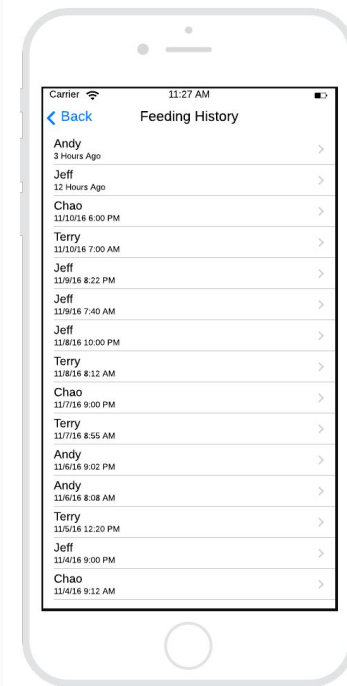 Carrier 11:27 AM
Back Feeding History
Andy
3 Hours Ago
Jeff
12 Hours Ago
Chao
11/10/16 6:00 PM
Terry
11/10/16 7:00 AM
Jeff
11/9/16 8:22 PM
Jeff
11/9/16 7:40 AM
Jeff
11/8/16 10:00 PM
Terry
11/8/16 8:12 AM
Chao
11/7/16 9:00 PM
Terry
11/7/16 8:55 AM
Andy
11/6/16 9:02 PM
Andy
11/6/16 8:08 AM
Terry
11/5/16 12:20 PM
Jeff
11/4/16 9:00 PM
Chao
11/4/16 9:12 AM